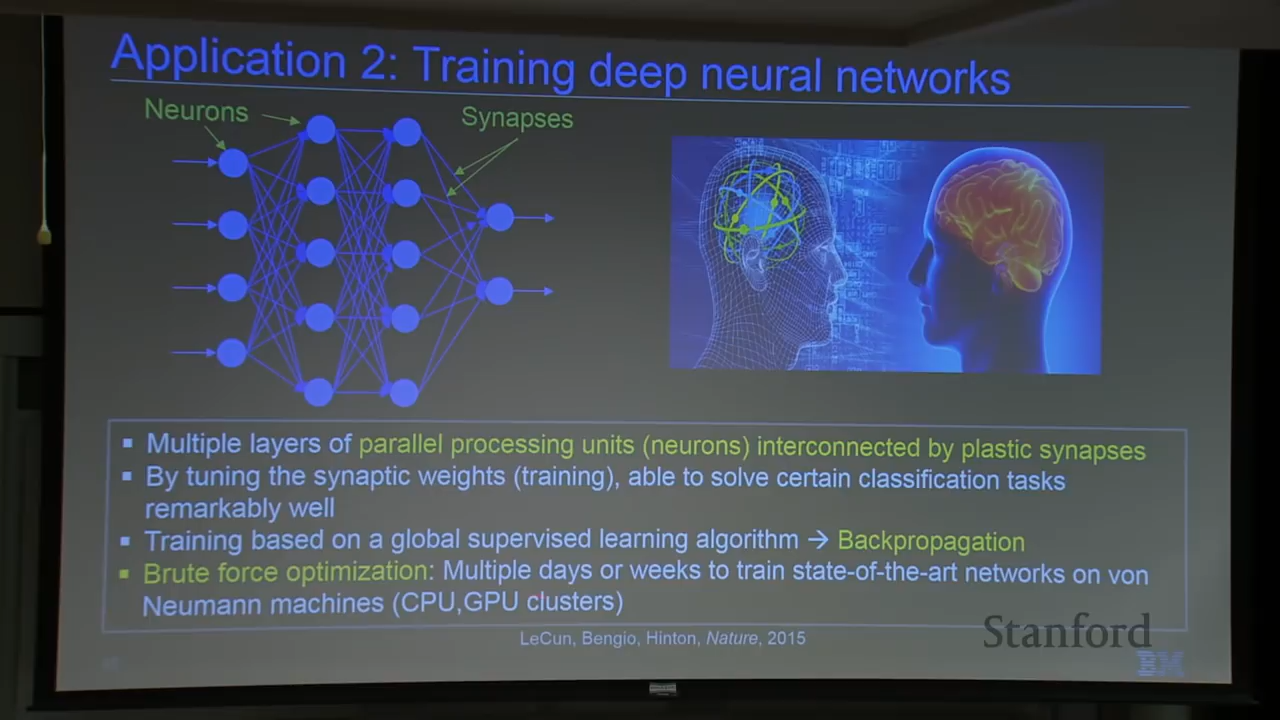 Application 2: Training deep neural networks
Neurons
Synapses
▪ Multiple layers of parallel processing units (neurons) interconnected by plastic synapses
▪ By tuning the synaptic weights (training), able to solve certain classification tasks
remarkably well
▪ Training based on a global supervised learning algorithm → Backpropagation
▪ Brute force optimization: Multiple days or weeks to train state-of-the-art networks on von
Neumann machines (CPU,GPU clusters)
LeCun, Bengio, Hinton, Nature, 2015
Stanford
IBM